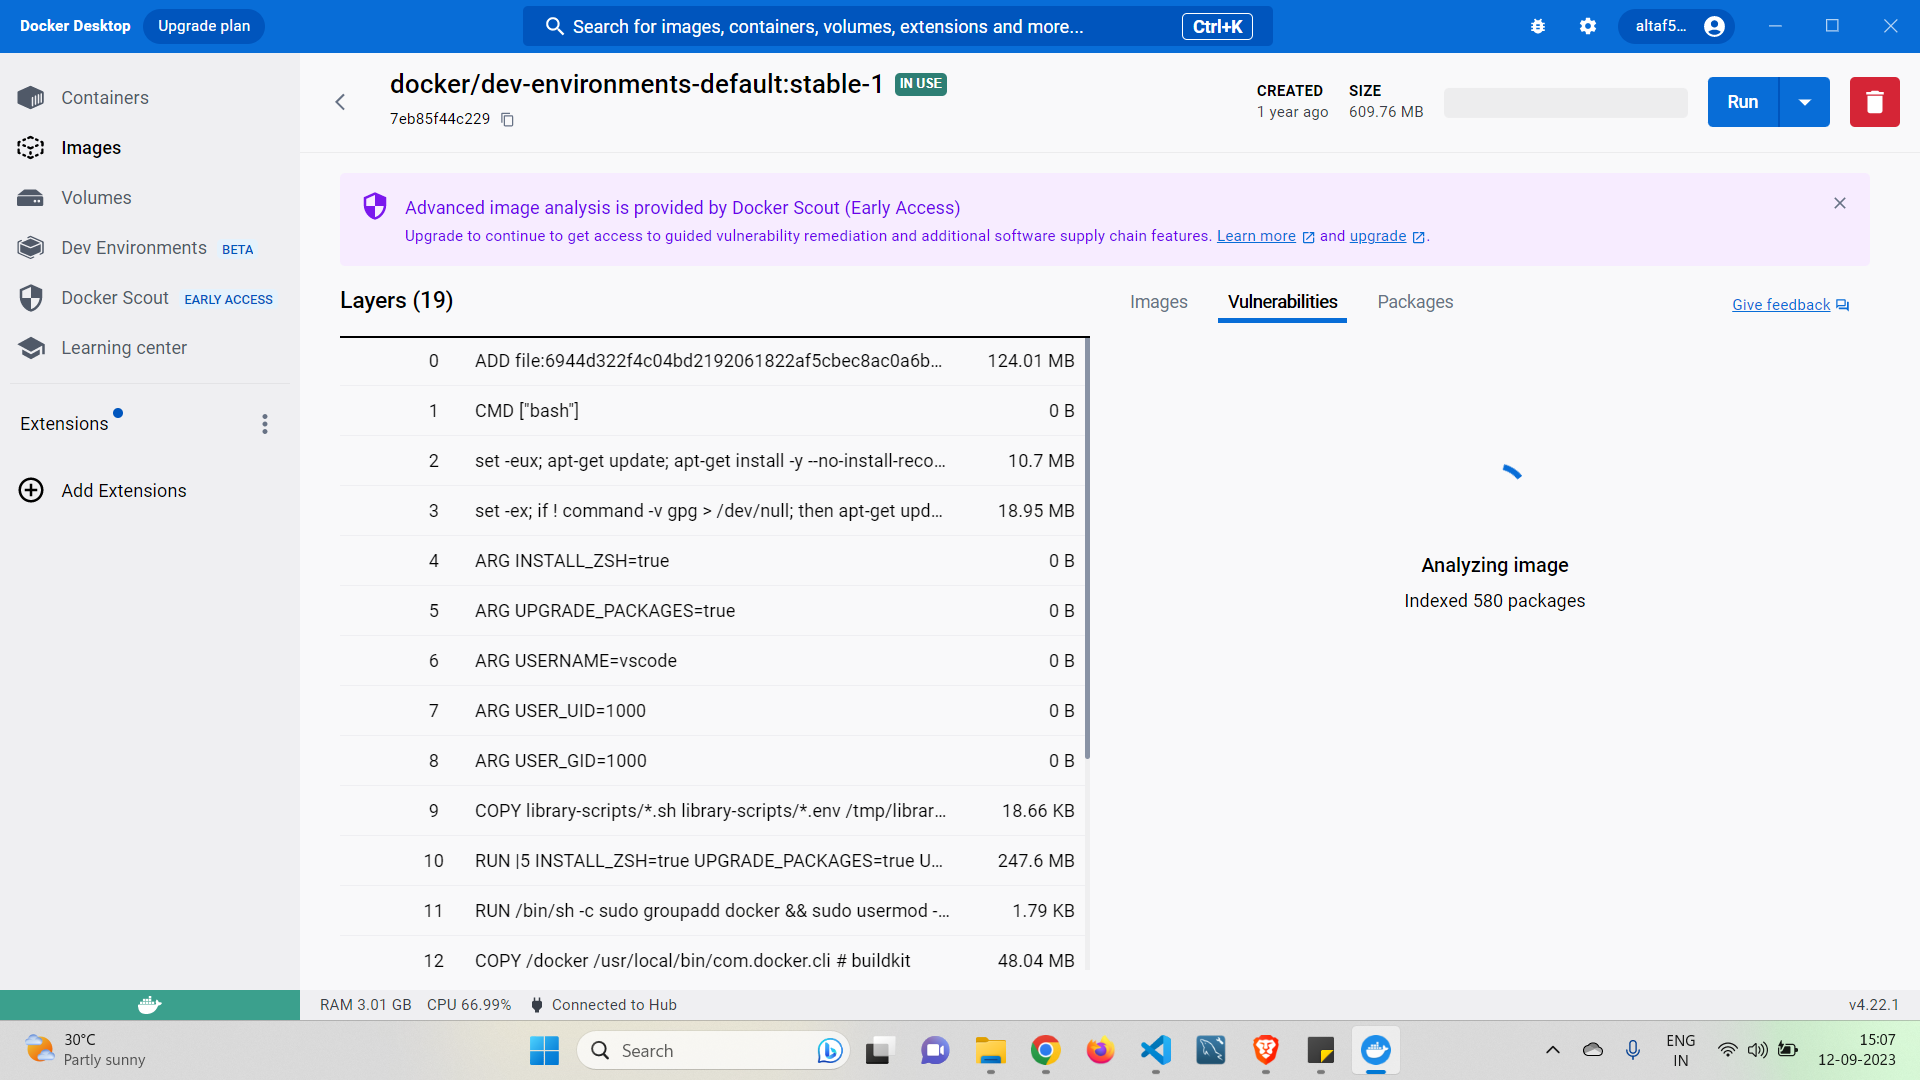 Docker Desktop Upgrade plan Search for images, containers, volumes, extensions and more... Ctrl+K altaf5...
Containers
Images
Volumes
Dev Environments BETA
Docker Scout EARLY ACCESS
Learning center
Extensions
Add Extensions
docker/dev-environments-default:stable-1 IN USE
7eb85f44c229
CREATED SIZE
1 year ago 609.76 MB
Run
Advanced image analysis is provided by Docker Scout (Early Access)
Upgrade to continue to get access to guided vulnerability remediation and additional software supply chain features. Learn more and upgrade .
Layers (19)
0 ADD file:6944d322f4c04bd2192061822af5cbec8ac0a6b... 124.01 MB
1 CMD ["bash"] 0 B
2 set -eux; apt-get update; apt-get install -y --no-install-reco... 10.7 MB
3 set -ex; if ! command -v gpg > /dev/null; then apt-get upd... 18.95 MB
4 ARG INSTALL_ZSH=true 0 B
5 ARG UPGRADE_PACKAGES=true 0 B
6 ARG USERNAME=vscode 0 B
7 ARG USER_UID=1000 0 B
8 ARG USER_GID=1000 0 B
9 COPY library-scripts/*.sh library-scripts/*.env /tmp/librar... 18.66 KB
10 RUN |5 INSTALL_ZSH=true UPGRADE_PACKAGES=true U... 247.6 MB
11 RUN /bin/sh -c sudo groupadd docker && sudo usermod -... 1.79 KB
12 COPY /docker /usr/local/bin/com.docker.cli # buildkit 48.04 MB
Images Vulnerabilities Packages Give feedback
Analyzing image
Indexed 580 packages
RAM 3.01 GB CPU 66.99% Connected to Hub v4.22.1
30°C
Partly sunny
Search
ENG
IN
15:07
12-09-2023